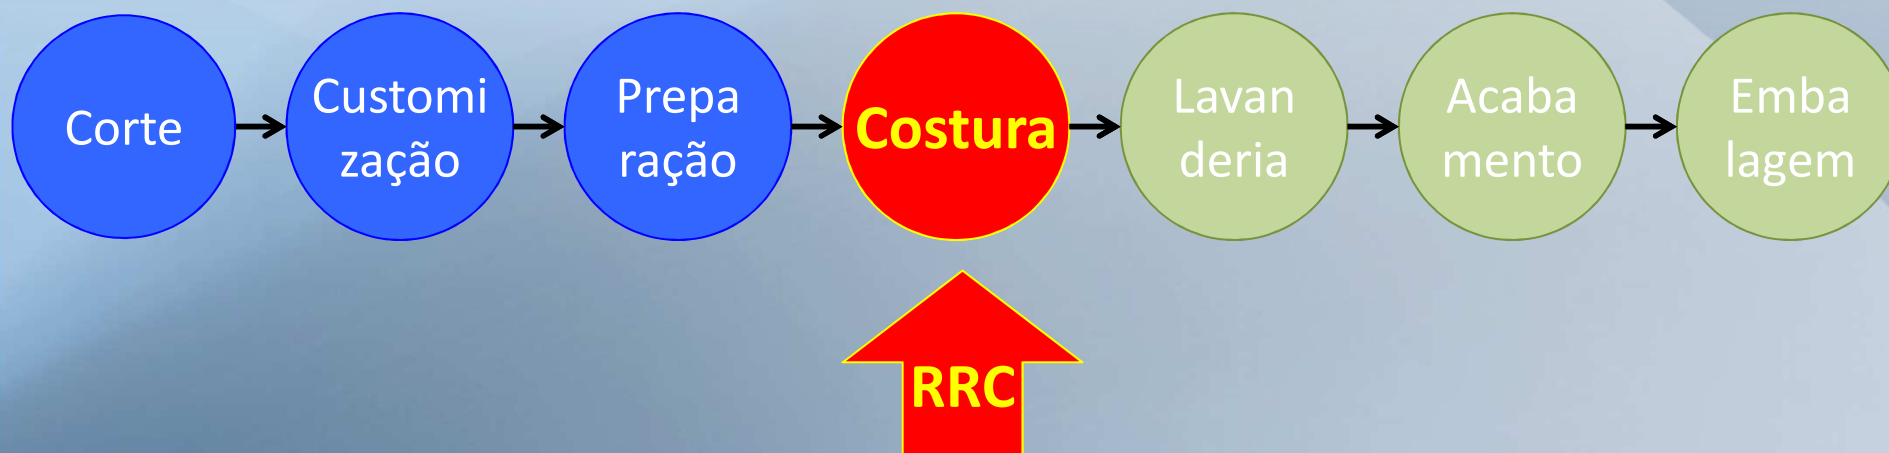 Corte
Customi
zação
Prepa
ração
Costura
Lavan
deria
Acaba
mento
Emba
lagem
RRC